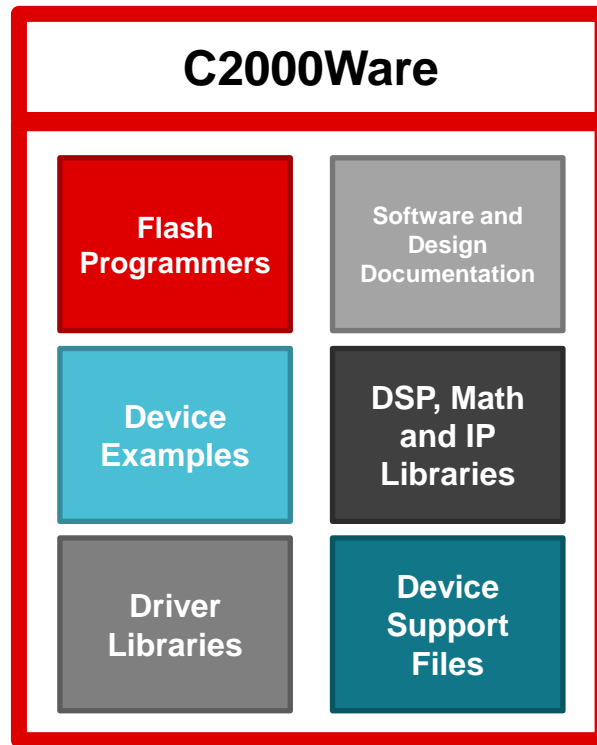 C2000Ware
Flash
Programmers
Software and
Design
Documentation
Device
Examples
DSP, Math
and IP
Libraries
Driver
Libraries
Device
Support
Files